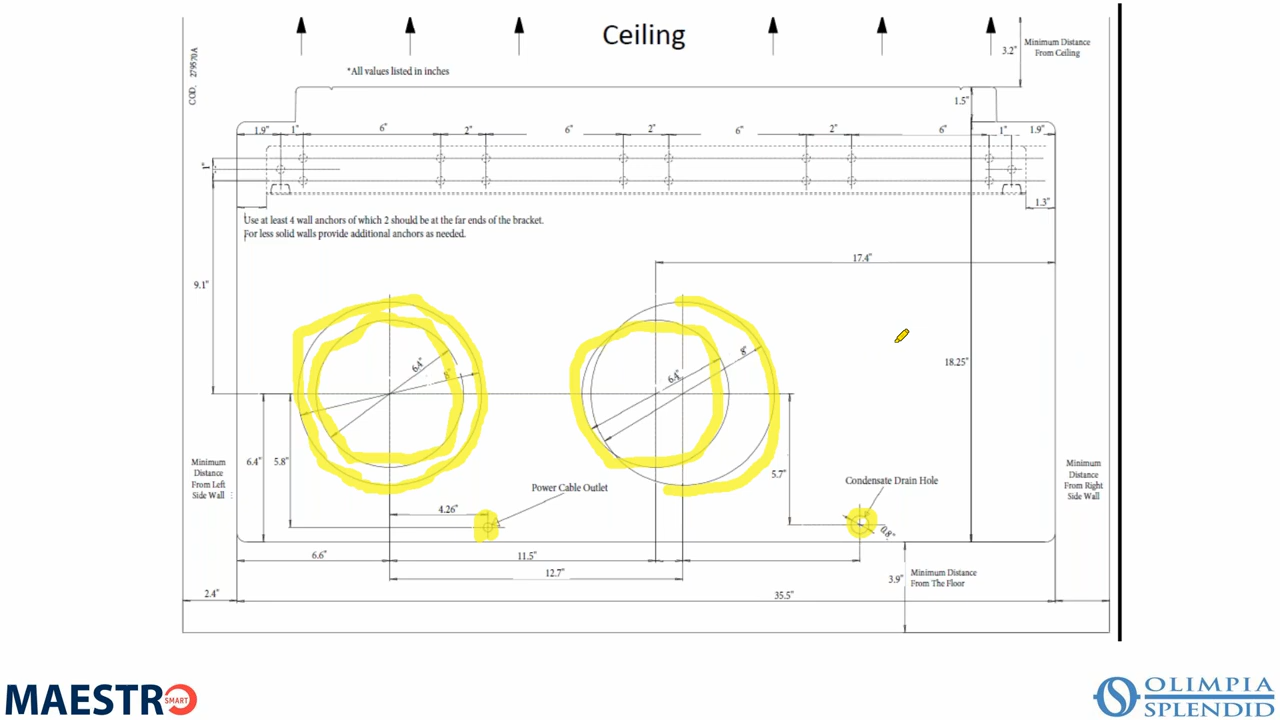 Ceiling
Minimum Distance
From Ceiling
3.2"
COD. 279570A
*All values listed in inches
1.5"
1.9"
1"
6"
2"
6"
2"
6"
2"
6"
1"
1.9"
1"
1.3"
Use at least 4 wall anchors of which 2 should be at the far ends of the bracket.
For less solid walls provide additional anchors as needed.
17.4"
9.1"
6.4"
8"
6.4"
8"
18.25"
Minimum
Distance
From Left
Side Wall
6.4"
5.8"
5.7"
Minimum
Distance
From Right
Side Wall
Power Cable Outlet
Condensate Drain Hole
4.26"
0.8"
6.6"
11.5"
12.7"
3.9"
Minimum Distance
From The Floor
2.4"
35.5"
MAESTRO
SMART
OLIMPIA
SPLENDID